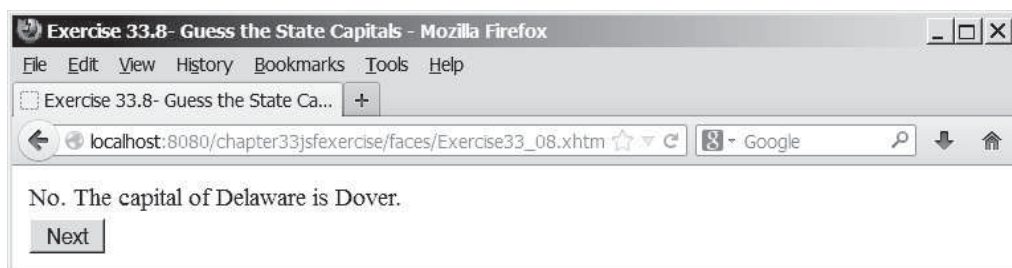 Exercise 33.8- Guess the State Capitals - Mozilla Firefox
File Edit View History Bookmarks Tools Help
Exercise 33.8- Guess the State Ca... +
localhost:8080/chapter33jsfexercise/faces/Exercise33_08.xhtm
8 Google
No. The capital of Delaware is Dover.
Next